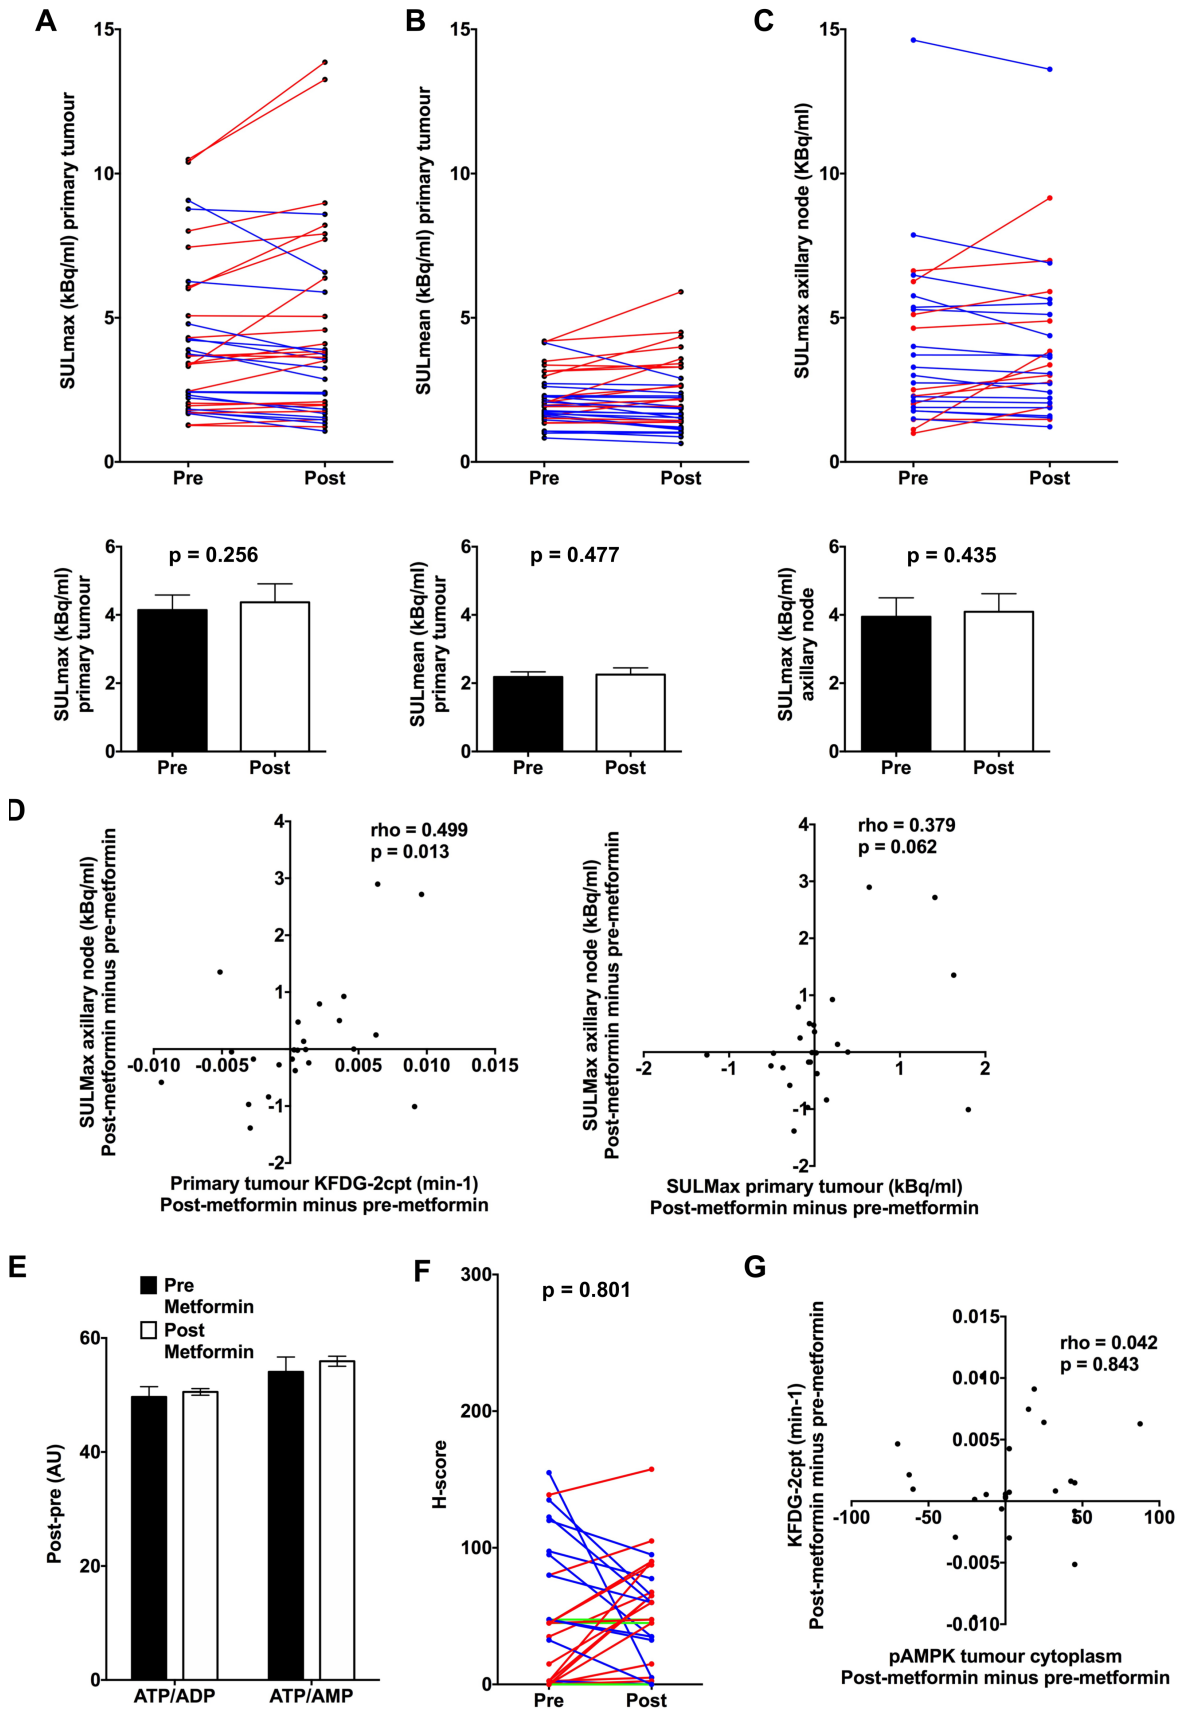 A
SULmax (kBq/ml) primary tumour
15
10
5
0
Pre
Post
B
SULmean (kBq/ml) primary tumour
15
10
5
0
Pre
Post
C
SULmax axillary node (KBq/ml)
15
10
5
0
Pre
Post
SULmax (kBq/ml)
primary tumour
p = 0.256
6
4
2
0
Pre
Post
SULmean (kBq/ml)
primary tumour
p = 0.477
6
4
2
0
Pre
Post
SULmax (kBq/ml)
axillary node
p = 0.435
6
4
2
0
Pre
Post
D
SULMax axillary node (kBq/ml)
Post-metformin minus pre-metformin
rho = 0.499
p = 0.013
4
3
2
1
-1
-2
-0.010
-0.005
0.005
0.010
0.015
Primary tumour KFDG-2cpt (min-1)
Post-metformin minus pre-metformin
SULMax axillary node (kBq/ml)
Post-metformin minus pre-metformin
rho = 0.379
p = 0.062
4
3
2
1
-1
-2
-2
-1
1
2
SULMax primary tumour (kBq/ml)
Post-metformin minus pre-metformin
E
Pre
Metformin
Post
Metformin
Post-pre (AU)
60
40
20
0
ATP/ADP
ATP/AMP
F
p = 0.801
H-score
300
200
100
0
Pre
Post
G
KFDG-2cpt (min-1)
Post-metformin minus pre-metformin
rho = 0.042
p = 0.843
0.015
0.010
0.005
-0.005
-0.010
-100
-50
50
100
pAMPK tumour cytoplasm
Post-metformin minus pre-metformin